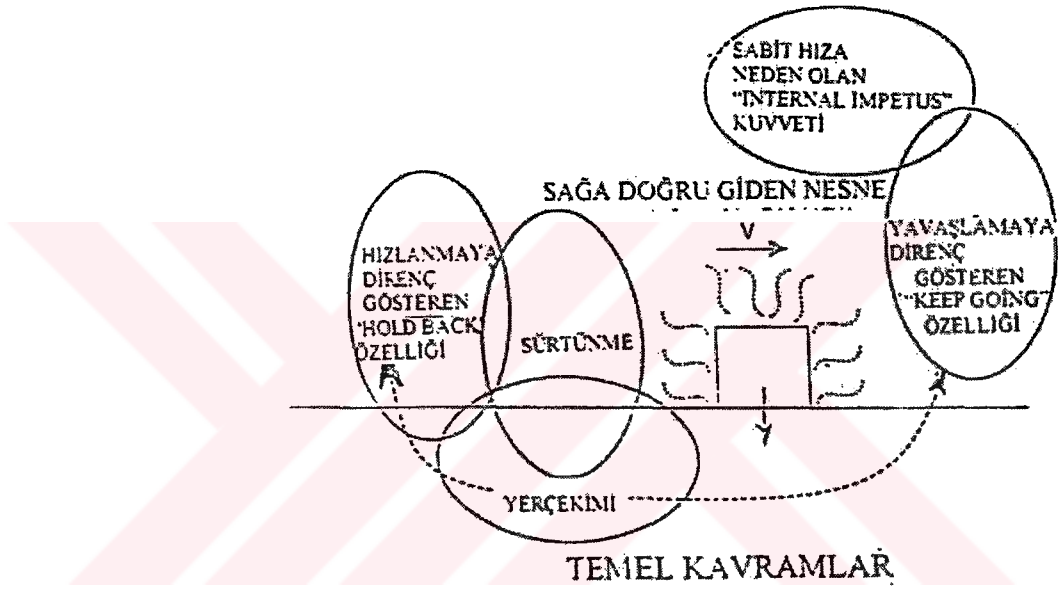 SABİT HIZA
NEDEN OLAN
"INTERNAL IMPETUS"
KUVVETİ
SAĞA DOĞRU GİDEN NESNE
V
HIZLANMAYA
DİRENÇ
GÖSTEREN
"HOLD BACK"
ÖZELLİĞİ
SÜRTÜNME
YAVAŞLAMAYA
DİRENÇ
GÖSTEREN
"KEEP GOING"
ÖZELLİĞİ
YERÇEKİMİ
TEMEL KAVRAMLAR